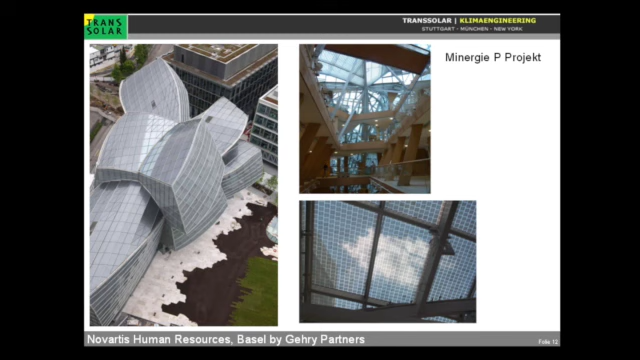 TRANS
SOLAR
TRANSSOLAR | KLIMAENGINEERING
STUTTGART - MÜNCHEN - NEW YORK
Minergie P Projekt
Novartis Human Resources, Basel by Gehry Partners
Folie 12